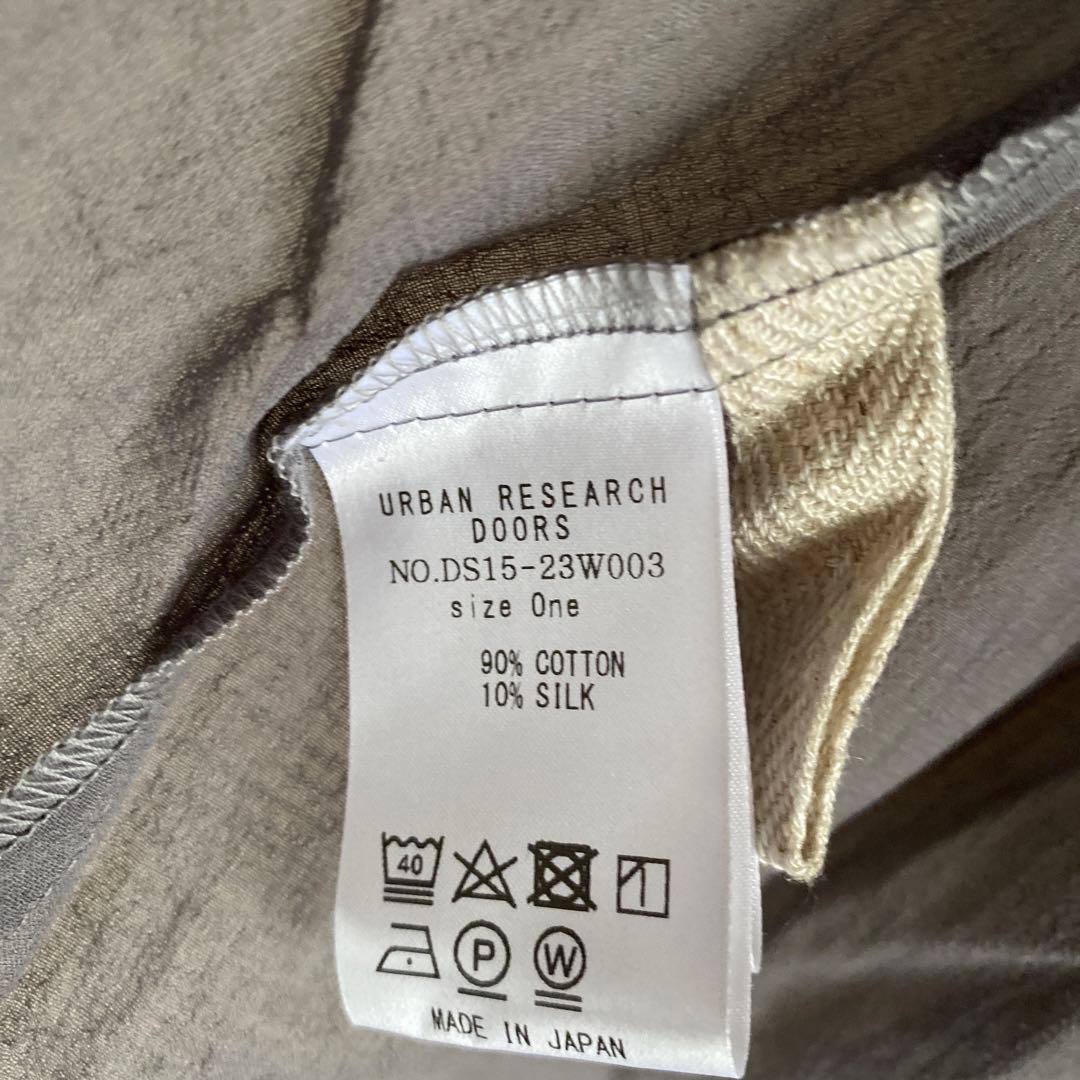 URBAN RESEARCH
DOORS
NO.DS15-23W003
size One
90% COTTON
10% SILK
40
P W
MADE IN JAPAN